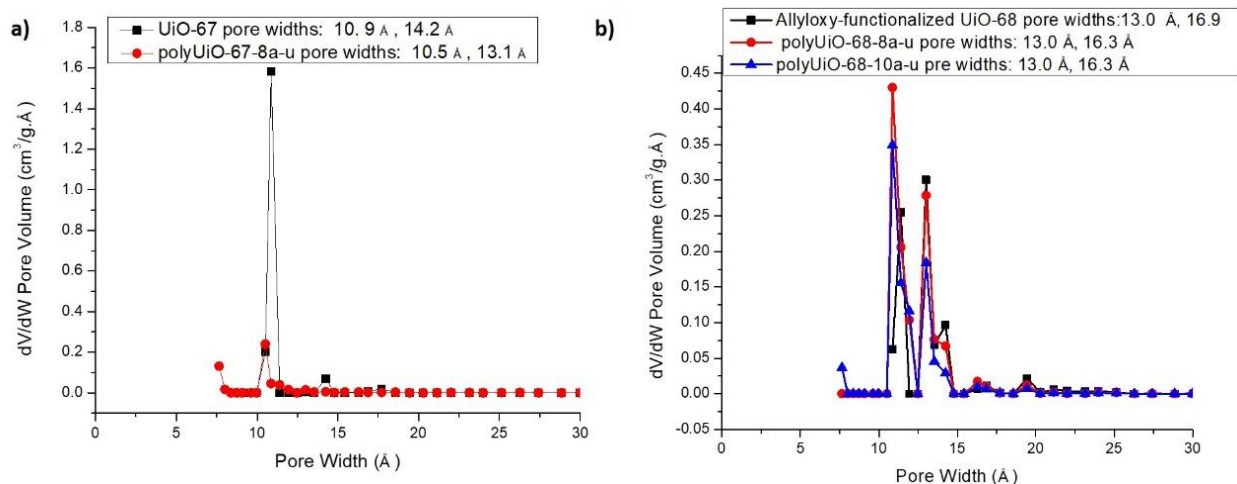 a)
UiO-67 pore widths: 10. 9 Å , 14.2 Å
polyUiO-67-8a-u pore widths: 10.5 Å , 13.1 Å
1.8
1.6
1.4
1.2
1.0
0.8
0.6
0.4
0.2
0.0
dV/dW Pore Volume (cm³/g.Å)
0 5 10 15 20 25 30
Pore Width (Å)
b)
Allyloxy-functionalized UiO-68 pore widths:13.0 Å, 16.9
polyUiO-68-8a-u pore widths: 13.0 Å, 16.3 Å
polyUiO-68-10a-u pre widths: 13.0 Å, 16.3 Å
0.45
0.40
0.35
0.30
0.25
0.20
0.15
0.10
0.05
0.00
-0.05
dV/dW Pore Volume (cm³/g.Å)
0 5 10 15 20 25 30
Pore Width (Å)